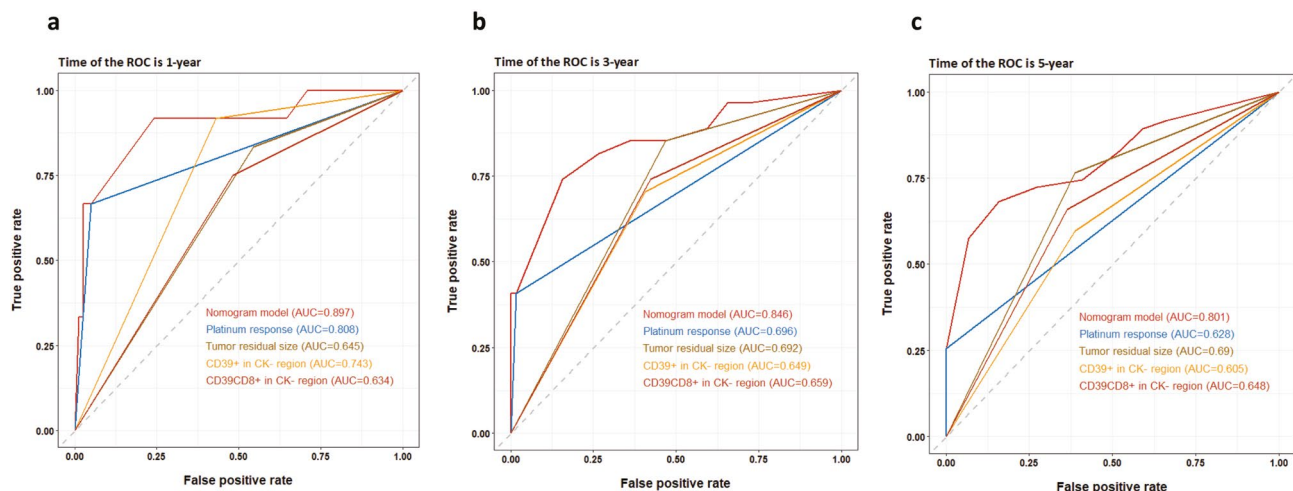 a
Time of the ROC is 1-year
True positive rate
1.00
0.75
0.50
0.25
0.00
Nomogram model (AUC=0.897)
Platinum response (AUC=0.808)
Tumor residual size (AUC=0.645)
CD39+ in CK- region (AUC=0.743)
CD39CD8+ in CK- region (AUC=0.634)
0.00 0.25 0.50 0.75 1.00
False positive rate
b
Time of the ROC is 3-year
True positive rate
1.00
0.75
0.50
0.25
0.00
Nomogram model (AUC=0.846)
Platinum response (AUC=0.696)
Tumor residual size (AUC=0.692)
CD39+ in CK- region (AUC=0.649)
CD39CD8+ in CK- region (AUC=0.659)
0.00 0.25 0.50 0.75 1.00
False positive rate
c
Time of the ROC is 5-year
True positive rate
1.00
0.75
0.50
0.25
0.00
Nomogram model (AUC=0.801)
Platinum response (AUC=0.628)
Tumor residual size (AUC=0.69)
CD39+ in CK- region (AUC=0.605)
CD39CD8+ in CK- region (AUC=0.648)
0.00 0.25 0.50 0.75 1.00
False positive rate